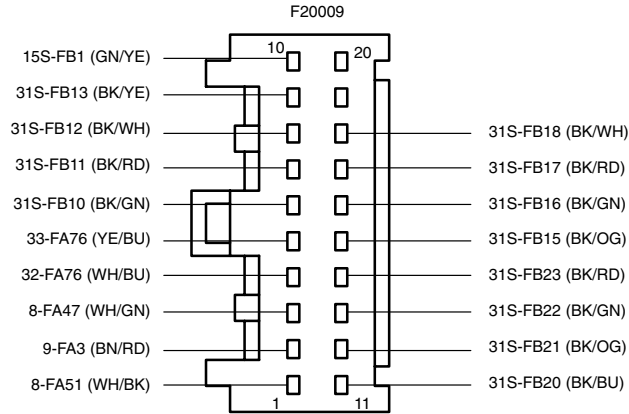 F20009
10
20
15S-FB1 (GN/YE)
31S-FB13 (BK/YE)
31S-FB12 (BK/WH)
31S-FB18 (BK/WH)
31S-FB11 (BK/RD)
31S-FB17 (BK/RD)
31S-FB10 (BK/GN)
31S-FB16 (BK/GN)
33-FA76 (YE/BU)
31S-FB15 (BK/OG)
32-FA76 (WH/BU)
31S-FB23 (BK/RD)
8-FA47 (WH/GN)
31S-FB22 (BK/GN)
9-FA3 (BN/RD)
31S-FB21 (BK/OG)
8-FA51 (WH/BK)
31S-FB20 (BK/BU)
1
11